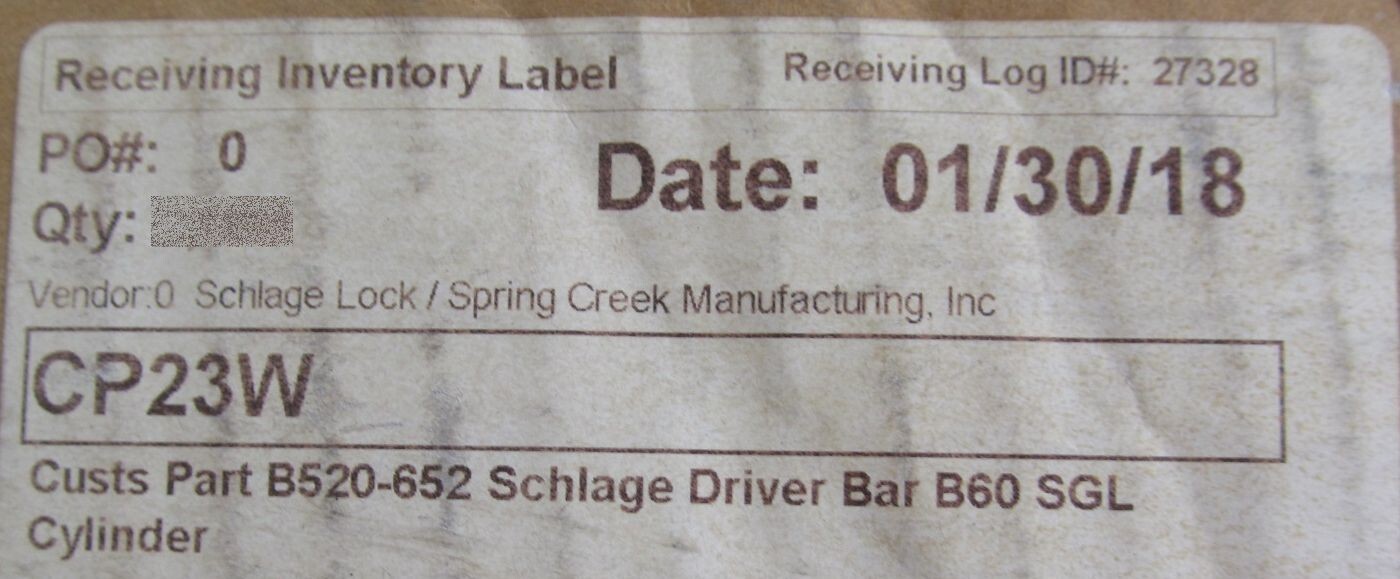 Receiving Inventory Label Receiving Log ID#: 27328
PO#: 0
Date: 01/30/18
Qty:
Vendor:0 Schlage Lock / Spring Creek Manufacturing, Inc
CP23W
Custs Part B520-652 Schlage Driver Bar B60 SGL
Cylinder